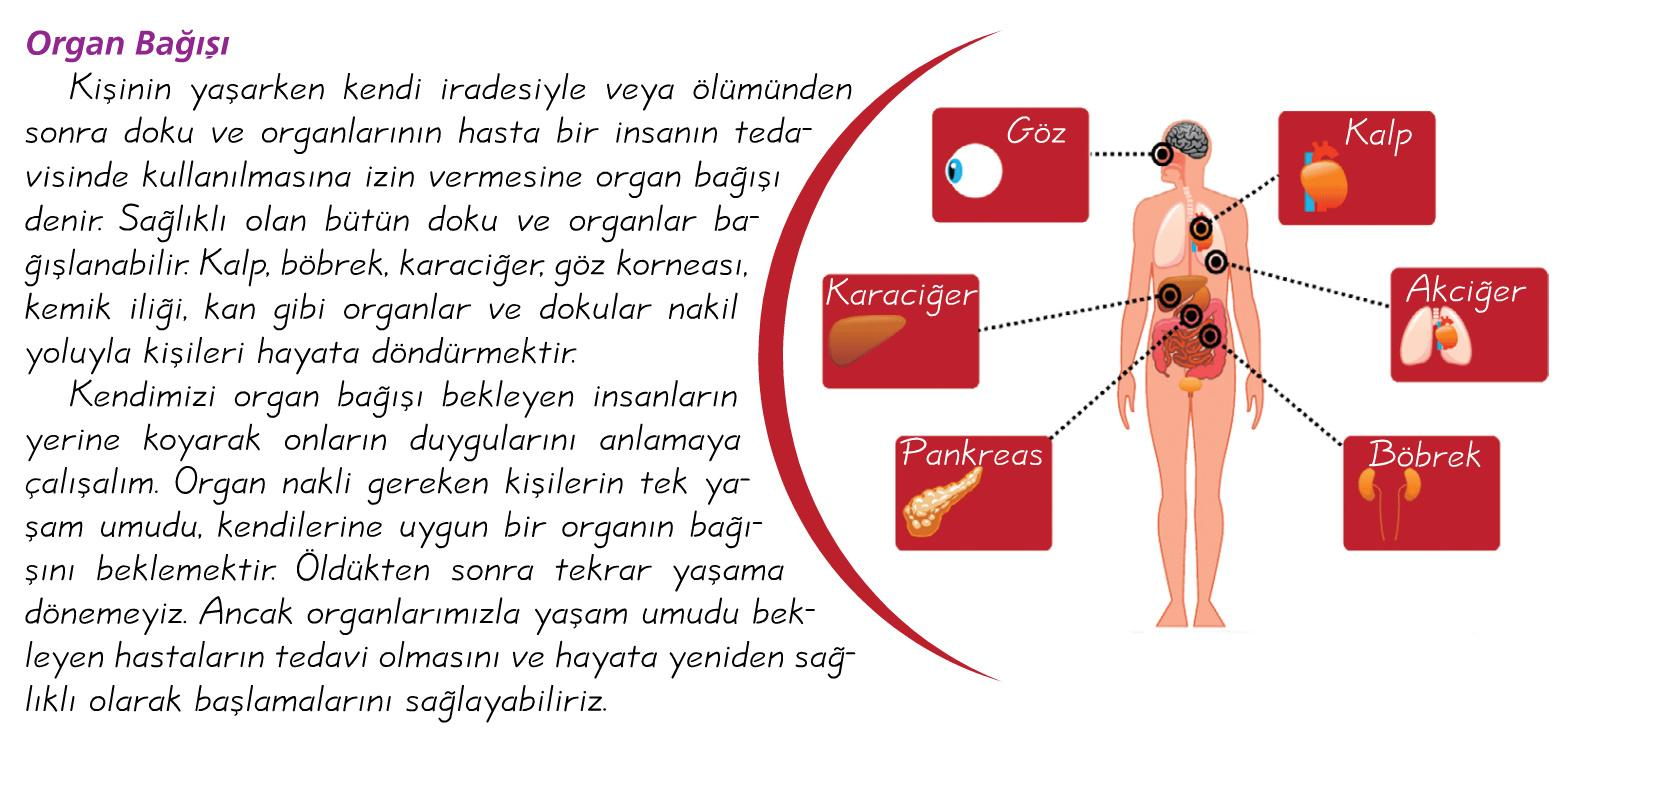 Organ Bağışı
Kişinin yaşarken kendi iradesiyle veya ölümünden
sonra doku ve organlarının hasta bir insanın teda-
visinde kullanılmasına izin vermesine organ bağışı
denir. Sağlıklı olan bütün doku ve organlar ba-
ğışlanabilir. Kalp, böbrek, karaciğer, göz korneası,
kemik iliği, kan gibi organlar ve dokular nakil
yoluyla kişileri hayata döndürmektir.
Kendimizi organ bağışı bekleyen insanların
yerine koyarak onların duygularını anlamaya
çalışalım. Organ nakli gereken kişilerin tek ya-
şam umudu, kendilerine uygun bir organın bağı-
şını beklemektir. Öldükten sonra tekrar yaşama
dönemeyiz. Ancak organlarımızla yaşam umudu bek-
leyen hastaların tedavi olmasını ve hayata yeniden sağ-
lıklı olarak başlamalarını sağlayabiliriz.
Göz
Kalp
Karaciğer
Akciğer
Pankreas
Böbrek